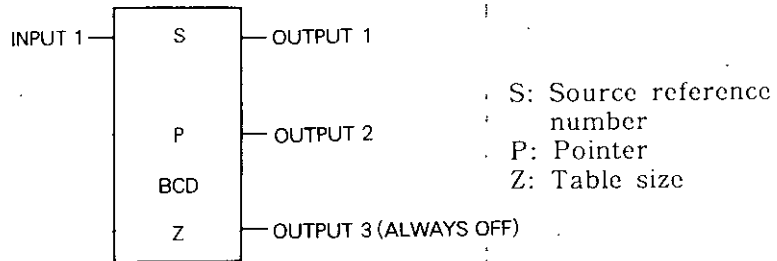 INPUT 1
S
OUTPUT 1
P
OUTPUT 2
BCD
Z
OUTPUT 3 (ALWAYS OFF)
S: Source reference
number
P: Pointer
Z: Table size